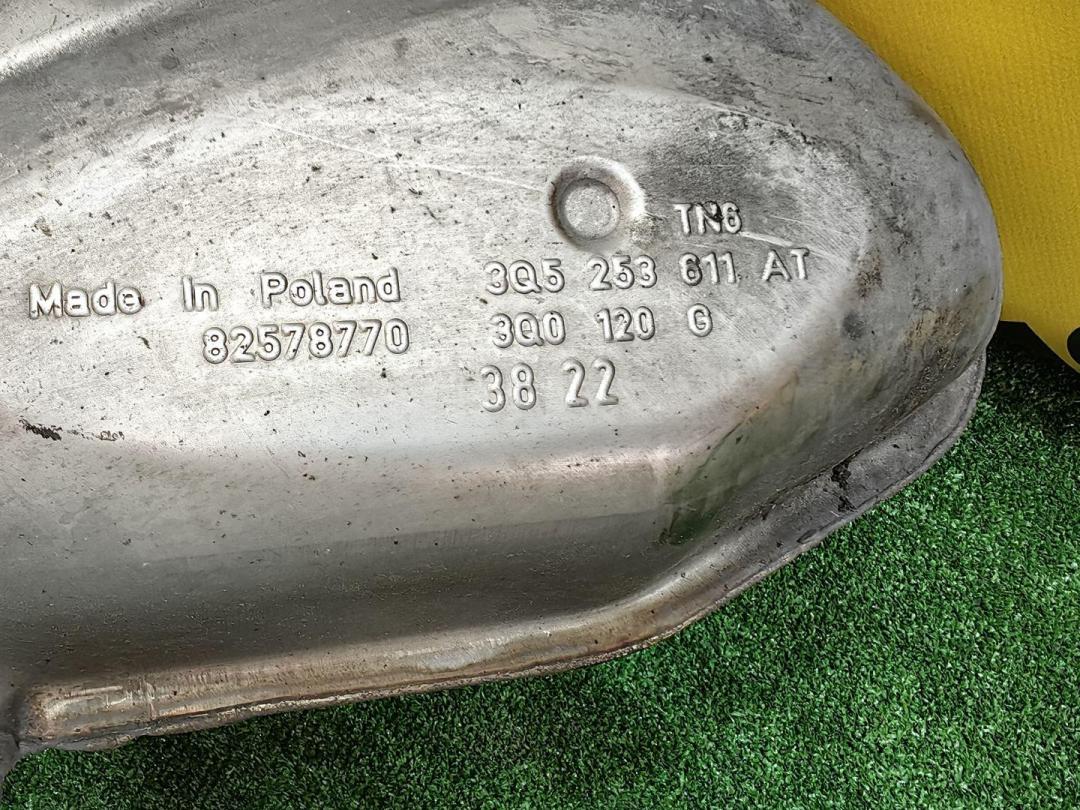 TN6
Made In Poland 3Q5 253 611 AT
82578770 3Q0 120 G
38 22